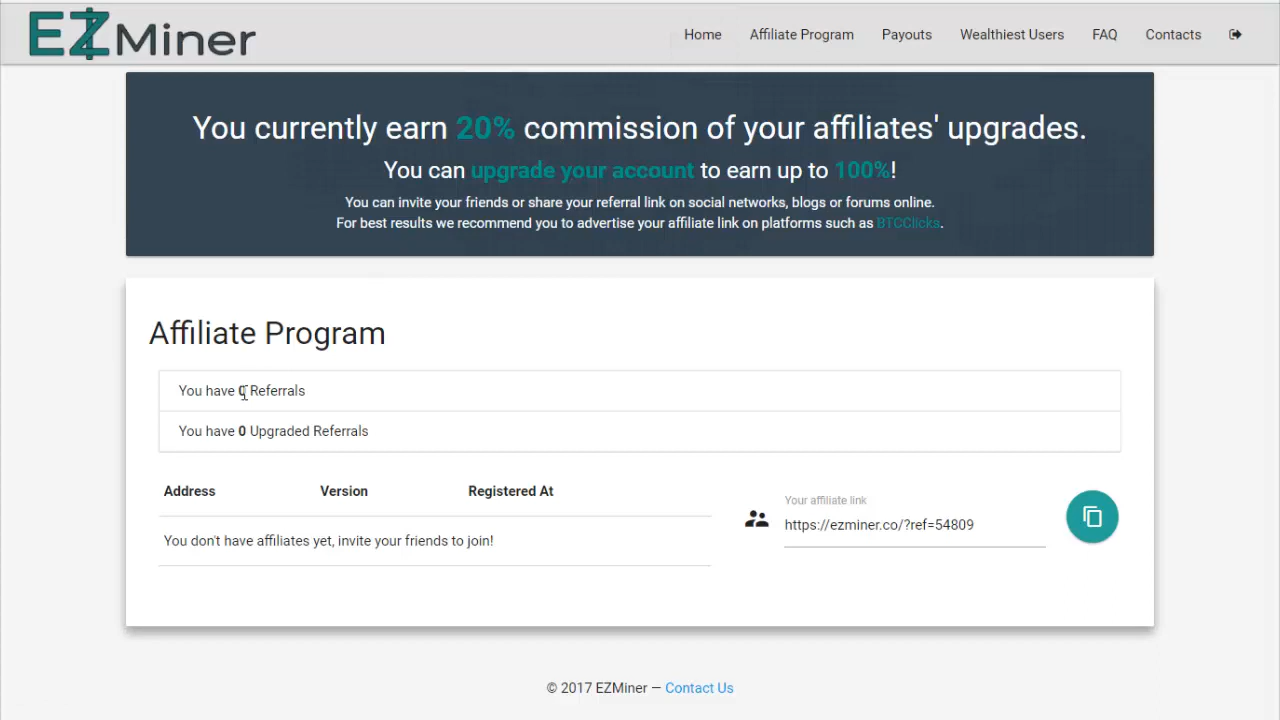 EZMiner
Home Affiliate Program Payouts Wealthiest Users FAQ Contacts
You currently earn 20% commission of your affiliates' upgrades.
You can upgrade your account to earn up to 100%!
You can invite your friends or share your referral link on social networks, blogs or forums online.
For best results we recommend you to advertise your affiliate link on platforms such as BTCClicks.
Affiliate Program
You have 0 Referrals
You have 0 Upgraded Referrals
Address Version Registered At
You don't have affiliates yet, invite your friends to join!
Your affiliate link
https://ezminer.co/?ref=54809
© 2017 EZMiner — Contact Us